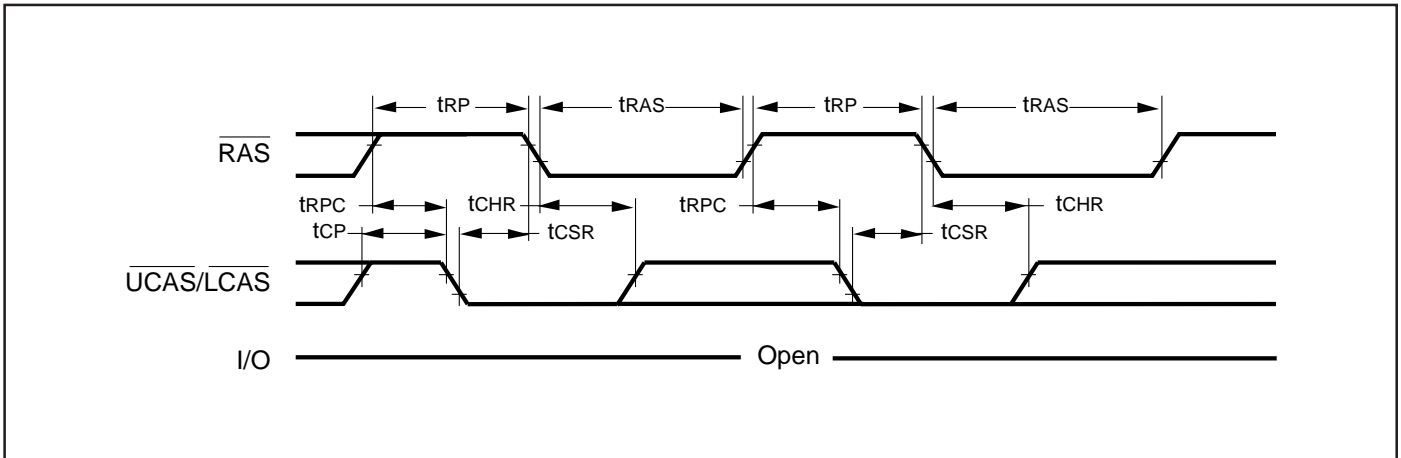 tRP tRAS tRP tRAS
RAS
tRPC tCHR tRPC tCHR
tCP tCSR tCSR
UCAS/LCAS
I/O Open